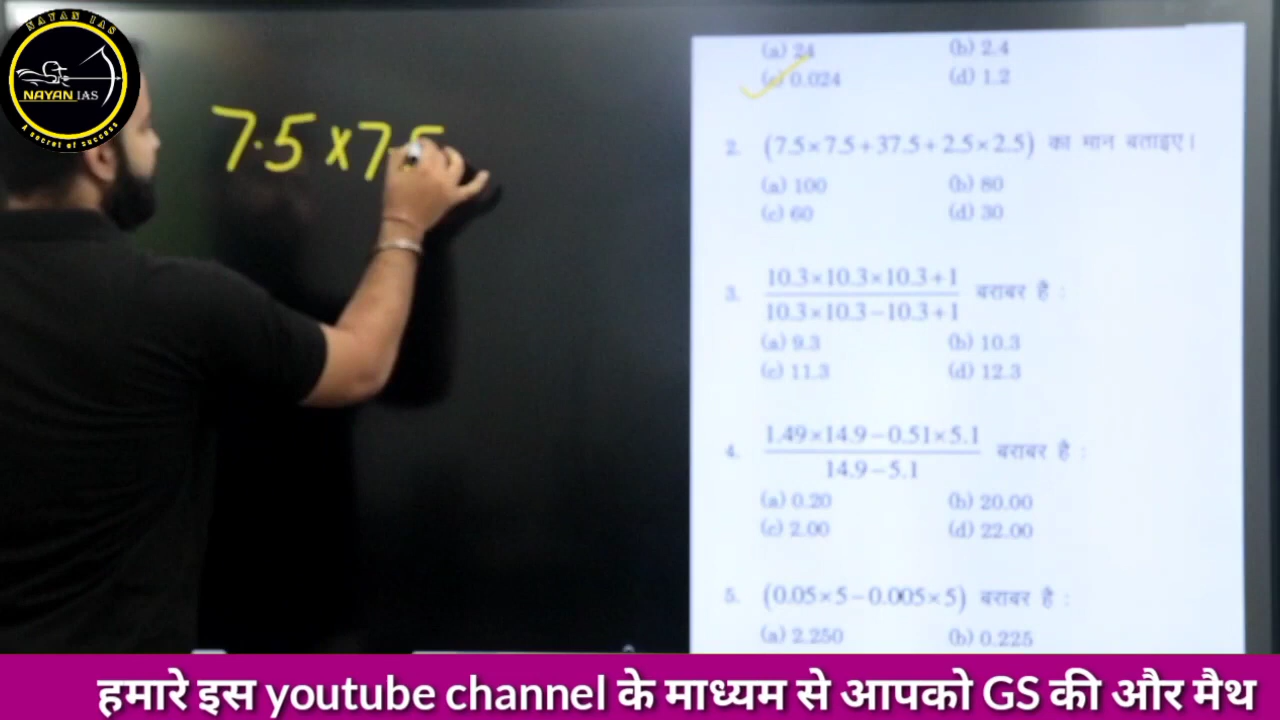 NAYAN IAS
NAYAN IAS
A secret of success
7.5 × 7.5
(a) 24 (b) 2.4
(c) 0.024 (d) 1.2
2. (7.5×7.5+37.5+2.5×2.5) का मान बताइए।
(a) 100 (b) 80
(c) 60 (d) 30
3. 10.3×10.3×10.3+1
10.3×10.3−10.3+1 बराबर है :
(a) 9.3 (b) 10.3
(c) 11.3 (d) 12.3
4. 1.49×14.9−0.51×5.1
14.9−5.1 बराबर है :
(a) 0.20 (b) 20.00
(c) 2.00 (d) 22.00
5. (0.05×5−0.005×5) बराबर है :
(a) 2.250 (b) 0.225
हमारे इस youtube channel के माध्यम से आपको GS की और मैथ